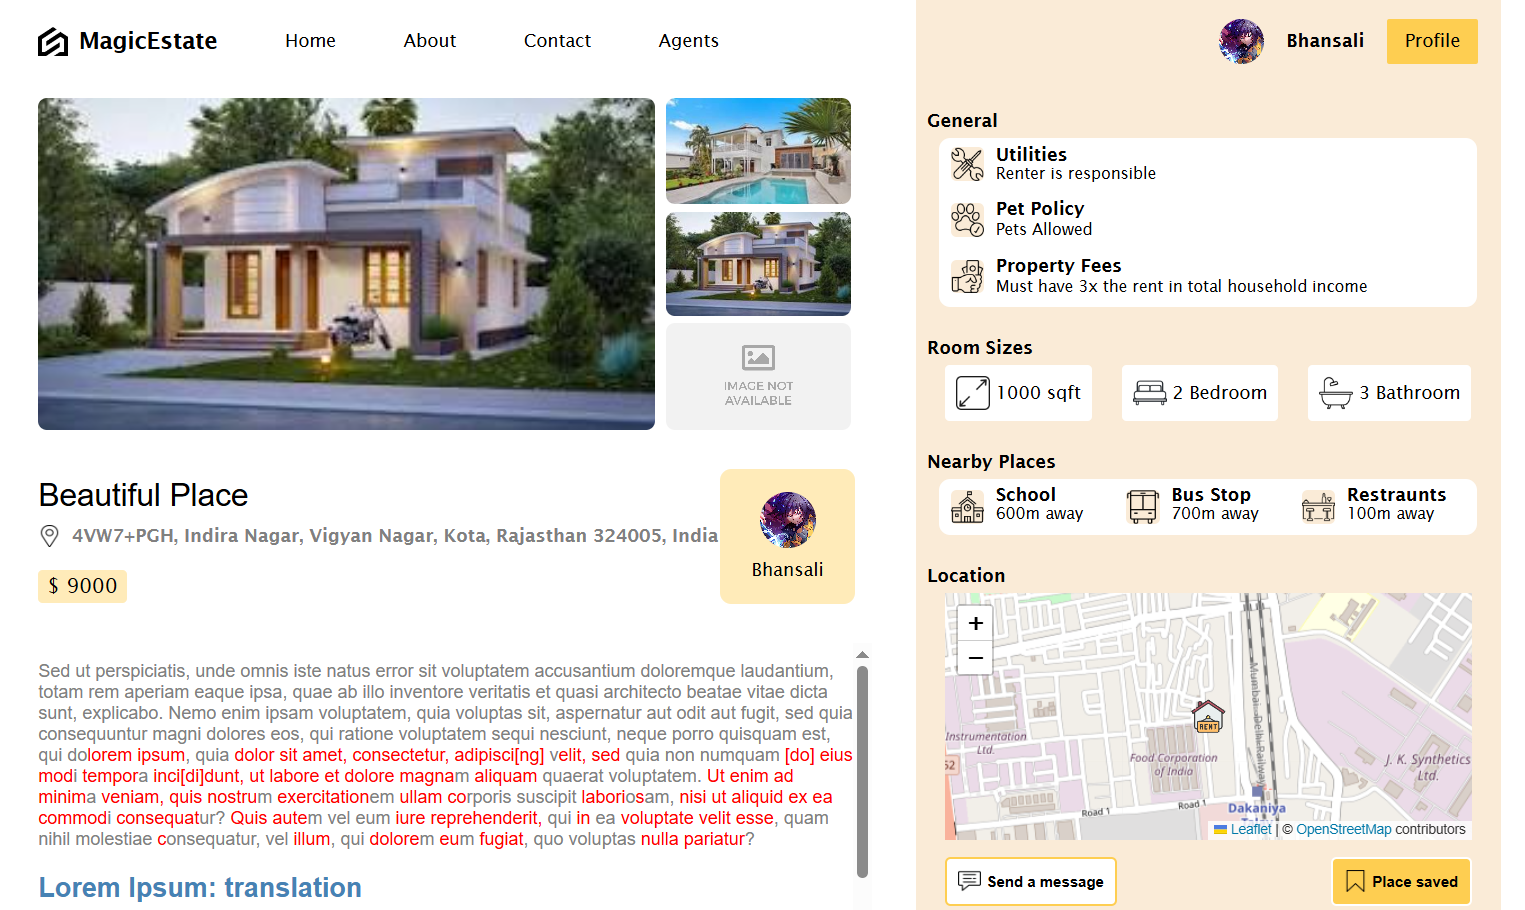 MagicEstate
Home
About
Contact
Agents
Bhansali
Profile
IMAGE NOT
AVAILABLE
Beautiful Place
4VW7+PGH, Indira Nagar, Vigyan Nagar, Kota, Rajasthan 324005, India
$ 9000
Bhansali
Sed ut perspiciatis, unde omnis iste natus error sit voluptatem accusantium doloremque laudantium,
totam rem aperiam eaque ipsa, quae ab illo inventore veritatis et quasi architecto beatae vitae dicta
sunt, explicabo. Nemo enim ipsam voluptatem, quia voluptas sit, aspernatur aut odit aut fugit, sed quia
consequuntur magni dolores eos, qui ratione voluptatem sequi nesciunt, neque porro quisquam est,
qui dolorem ipsum, quia dolor sit amet, consectetur, adipisci[ng] velit, sed quia non numquam [do] eius
modi tempora inci[di]dunt, ut labore et dolore magnam aliquam quaerat voluptatem. Ut enim ad
minima veniam, quis nostrum exercitationem ullam corporis suscipit laboriosam, nisi ut aliquid ex ea
commodi consequatur? Quis autem vel eum iure reprehenderit, qui in ea voluptate velit esse, quam
nihil molestiae consequatur, vel illum, qui dolorem eum fugiat, quo voluptas nulla pariatur?
Lorem Ipsum: translation
General
Utilities
Renter is responsible
Pet Policy
Pets Allowed
Property Fees
Must have 3x the rent in total household income
Room Sizes
1000 sqft
2 Bedroom
3 Bathroom
Nearby Places
School
600m away
Bus Stop
700m away
Restraunts
100m away
Location
+
−
RENT
Instrumentation
Ltd.
52
Food Corporation
of India
Mumbai - Delhi Railway
J. K. Synthetics
Ltd.
Road 1
Road 1
Dakaniya
Leaflet | © OpenStreetMap contributors
Send a message
Place saved